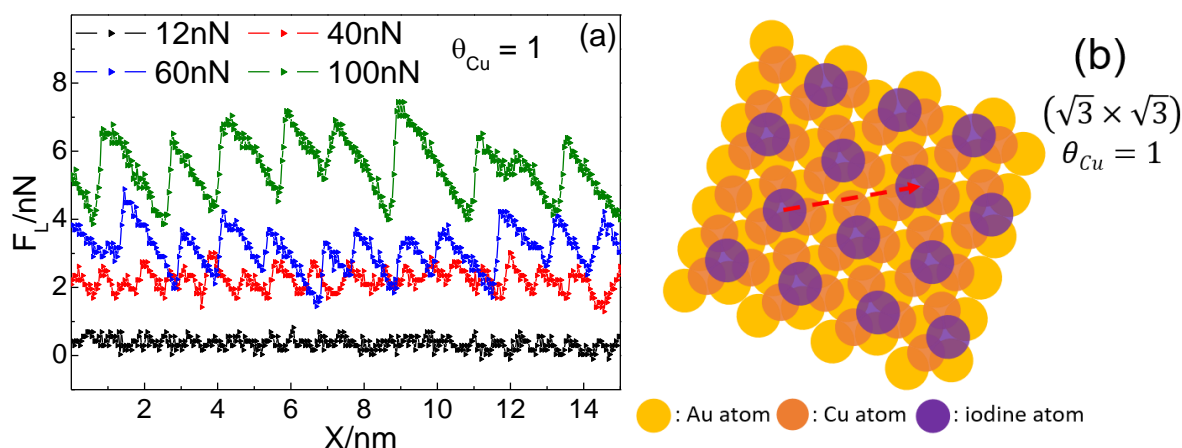 12nN 40nN
60nN 100nN
θCu = 1
(a)
8
6
4
2
0
FL/nN
2 4 6 8 10 12 14
X/nm
(b)
(√3 × √3)
θCu = 1
: Au atom : Cu atom : iodine atom